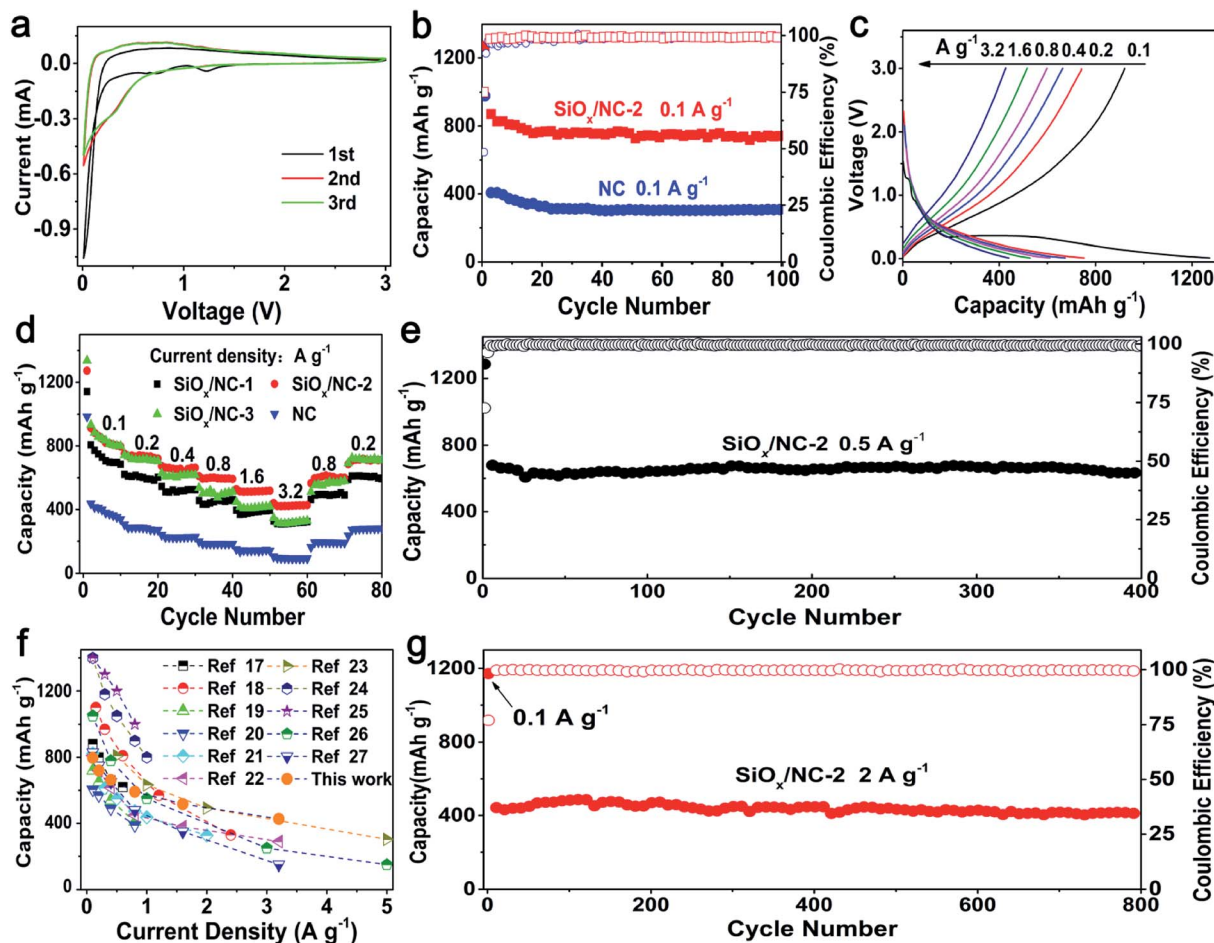 a
Current (mA)
0.0
-0.3
-0.6
-0.9
1st
2nd
3rd
0 1 2 3
Voltage (V)
b
Capacity (mAh g⁻¹)
1200
800
400
0
SiOₓ/NC-2 0.1 A g⁻¹
NC 0.1 A g⁻¹
100
75
50
25
0
Coulombic Efficiency (%)
0 20 40 60 80 100
Cycle Number
c
A g⁻¹
3.2 1.6 0.8 0.4 0.2 0.1
Voltage (V)
3.0
2.0
1.0
0.0
0 400 800 1200
Capacity (mAh g⁻¹)
d
Capacity (mAh g⁻¹)
1200
800
400
0
Current density: A g⁻¹
SiOₓ/NC-1 SiOₓ/NC-2
SiOₓ/NC-3 NC
0.1 0.2 0.4 0.8 1.6 3.2 0.8 0.2
0 20 40 60 80
Cycle Number
e
Capacity (mAh g⁻¹)
1200
800
400
0
SiOₓ/NC-2 0.5 A g⁻¹
100
75
50
25
0
Coulombic Efficiency (%)
0 100 200 300 400
Cycle Number
f
Capacity (mAh g⁻¹)
1200
800
400
0
Ref 17 Ref 23
Ref 18 Ref 24
Ref 19 Ref 25
Ref 20 Ref 26
Ref 21 Ref 27
Ref 22 This work
0 1 2 3 4 5
Current Density (A g⁻¹)
g
Capacity(mAh g⁻¹)
1200
800
400
0
0.1 A g⁻¹
SiOₓ/NC-2 2 A g⁻¹
100
75
50
25
0
Coulombic Efficiency (%)
0 200 400 600 800
Cycle Number